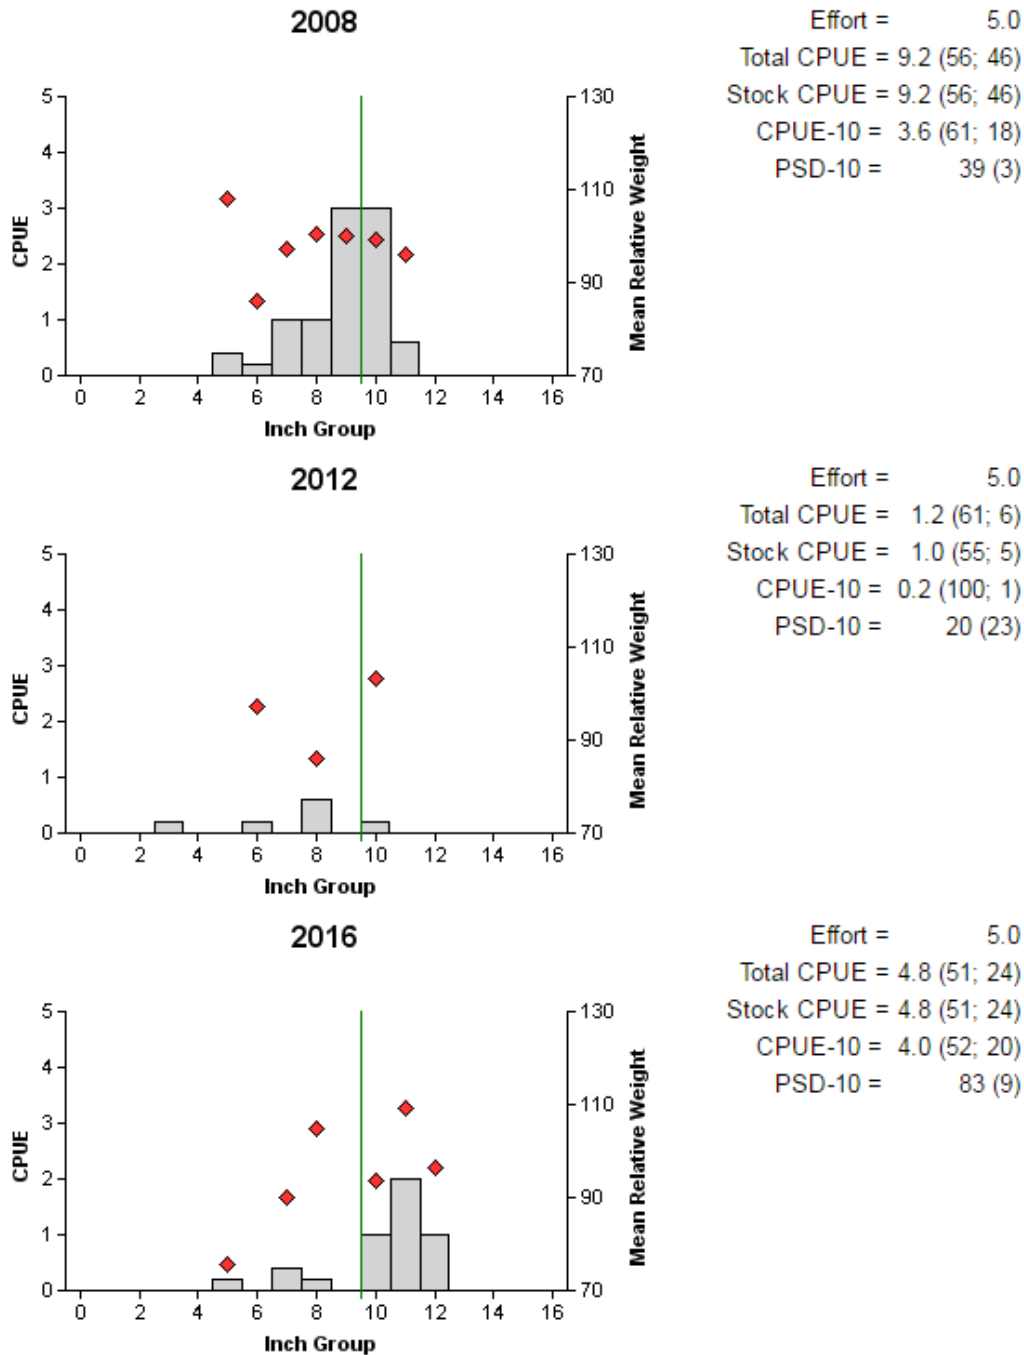 2008
Effort = 5.0
Total CPUE = 9.2 (56; 46)
Stock CPUE = 9.2 (56; 46)
CPUE-10 = 3.6 (61; 18)
PSD-10 = 39 (3)
5
4
3
2
1
0
CPUE
130
110
90
70
Mean Relative Weight
0 2 4 6 8 10 12 14 16
Inch Group
2012
Effort = 5.0
Total CPUE = 1.2 (61; 6)
Stock CPUE = 1.0 (55; 5)
CPUE-10 = 0.2 (100; 1)
PSD-10 = 20 (23)
5
4
3
2
1
0
CPUE
130
110
90
70
Mean Relative Weight
0 2 4 6 8 10 12 14 16
Inch Group
2016
Effort = 5.0
Total CPUE = 4.8 (51; 24)
Stock CPUE = 4.8 (51; 24)
CPUE-10 = 4.0 (52; 20)
PSD-10 = 83 (9)
5
4
3
2
1
0
CPUE
130
110
90
70
Mean Relative Weight
0 2 4 6 8 10 12 14 16
Inch Group